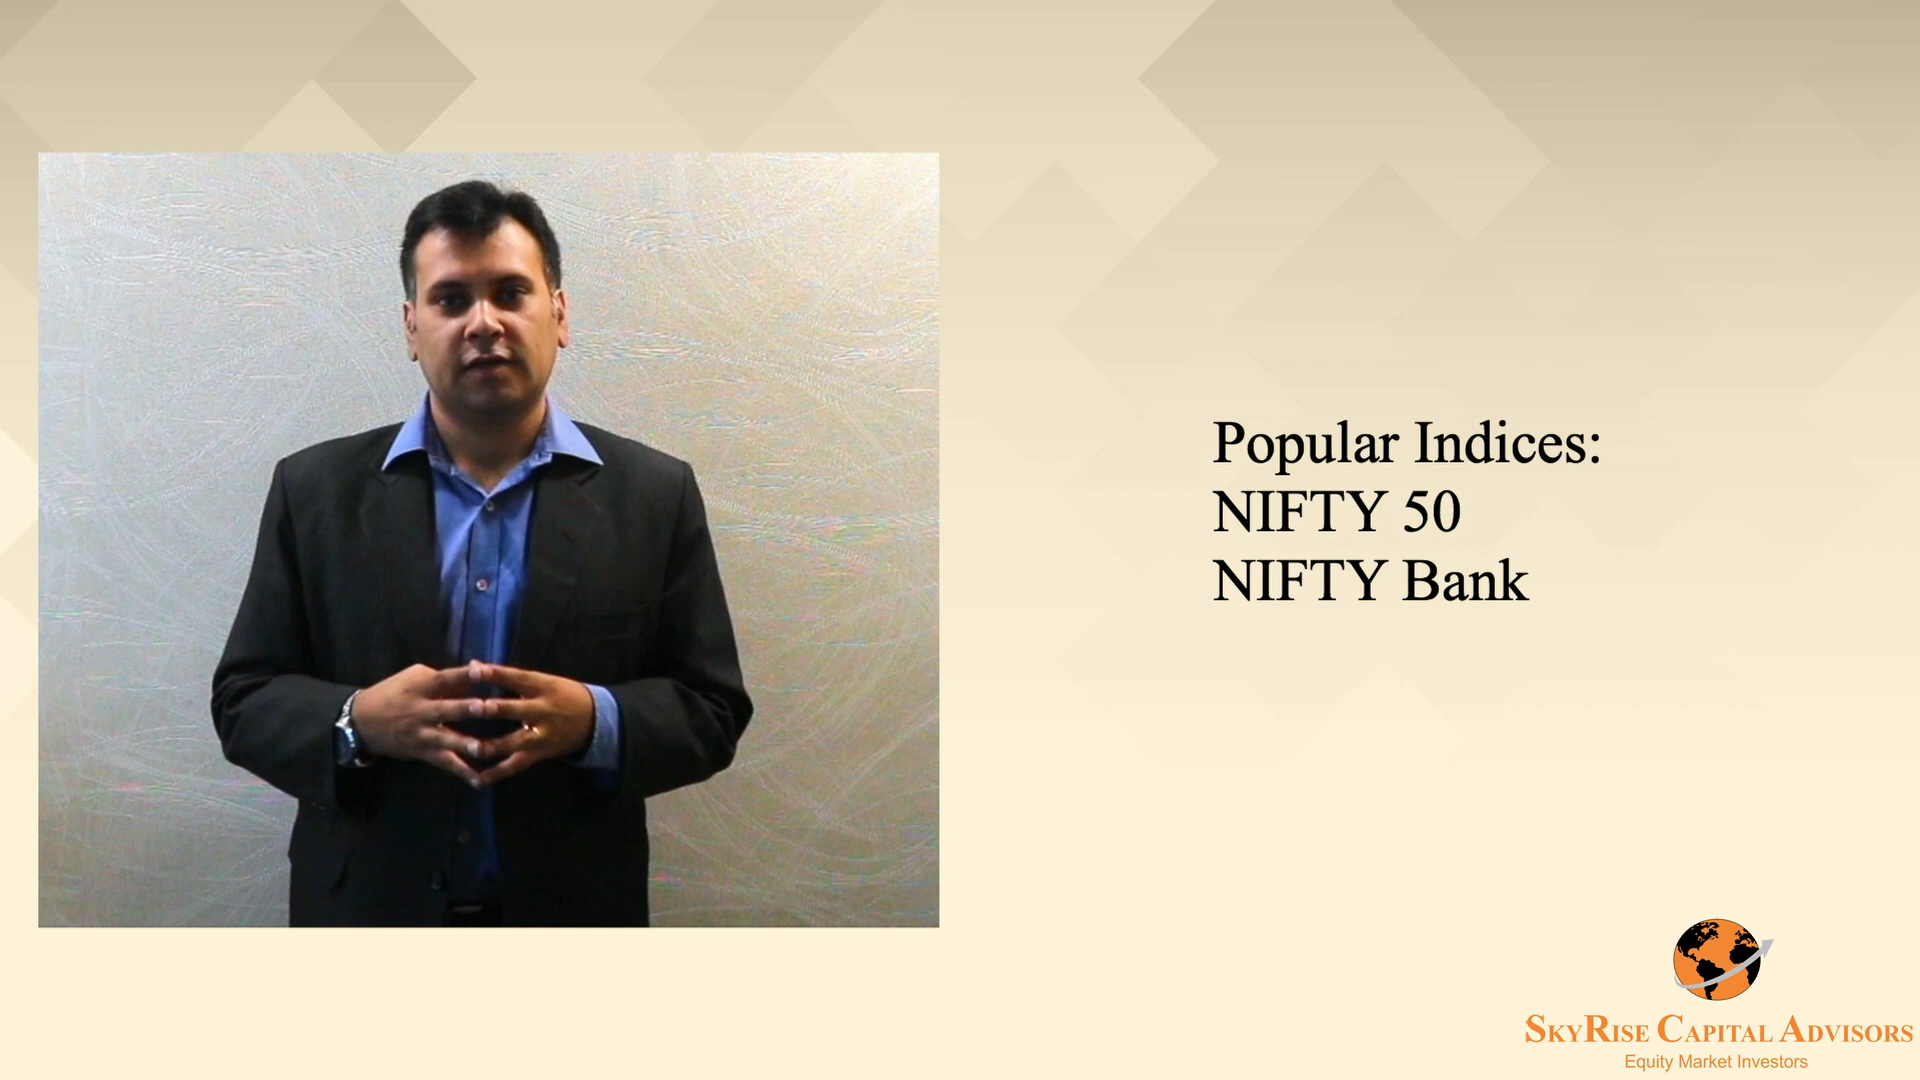 Popular Indices:
NIFTY 50
NIFTY Bank
SKYRISE CAPITAL ADVISORS
Equity Market Investors